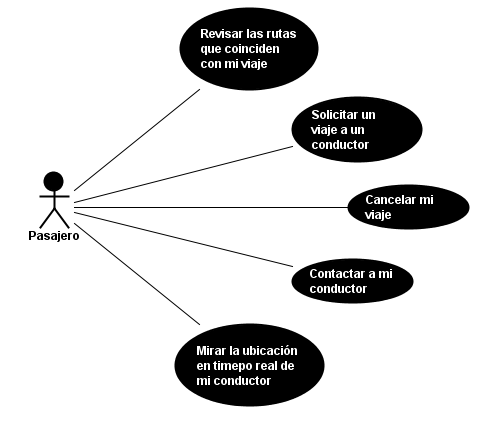 Revisar las rutas
que coinciden
con mi viaje
Solicitar un
viaje a un
conductor
Cancelar mi
viaje
Pasajero
Contactar a mi
conductor
Mirar la ubicación
en timepo real de
mi conductor